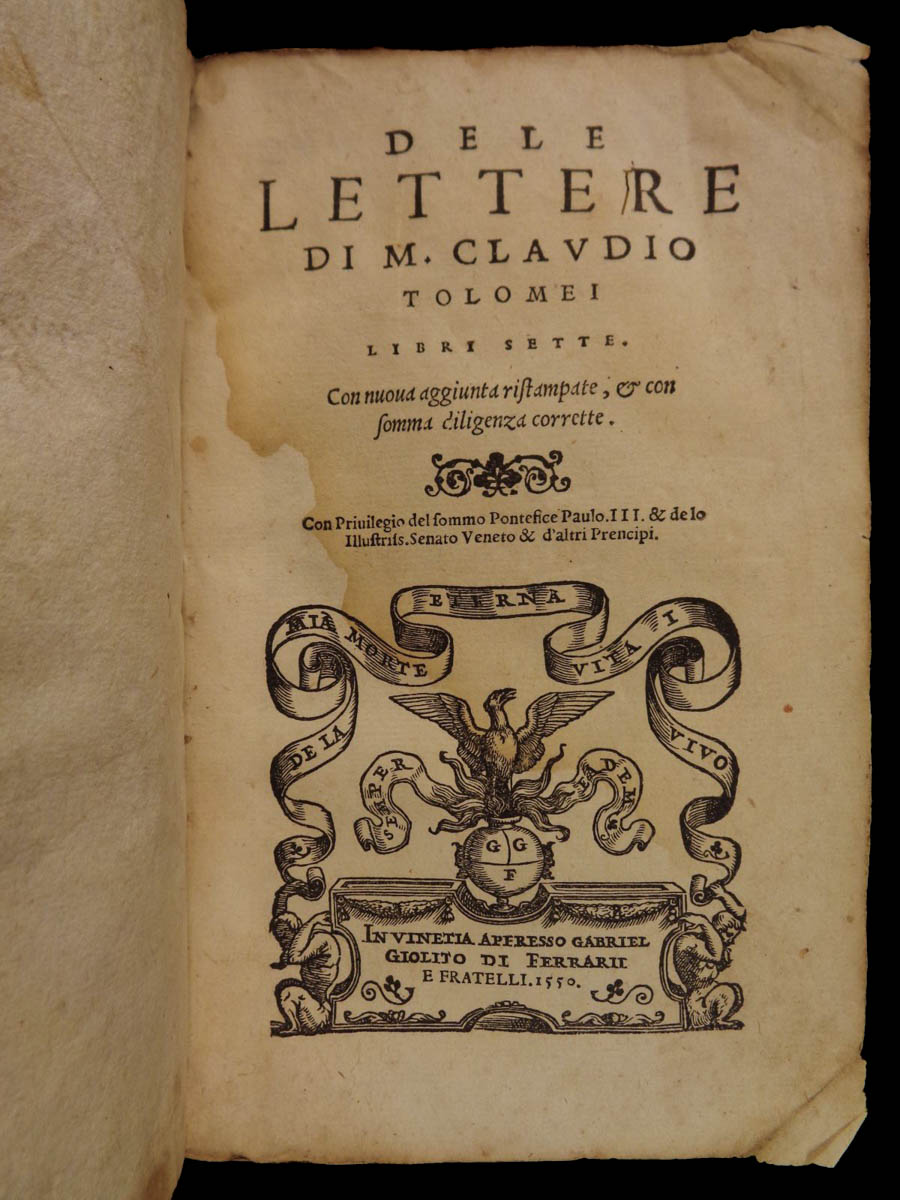 DELE
LETTERE
DI M. CLAVDIO
TOLOMEI
LIBRI SETTE.
Con nuoua aggiunta riſtampate, & con
ſomma diligenza corrette.
Con Priuilegio del ſommo Pontefice Paulo. III. & de lo
Illuſtriſs. Senato Veneto & d'altri Prencipi.
DE LA MIA MORTE ETERNA VITA I VIVO
SEMPER EADEM
G G
F
IN VINETIA APPRESSO GABRIEL
GIOLITO DI FERRARII
E FRATELLI. 1550.